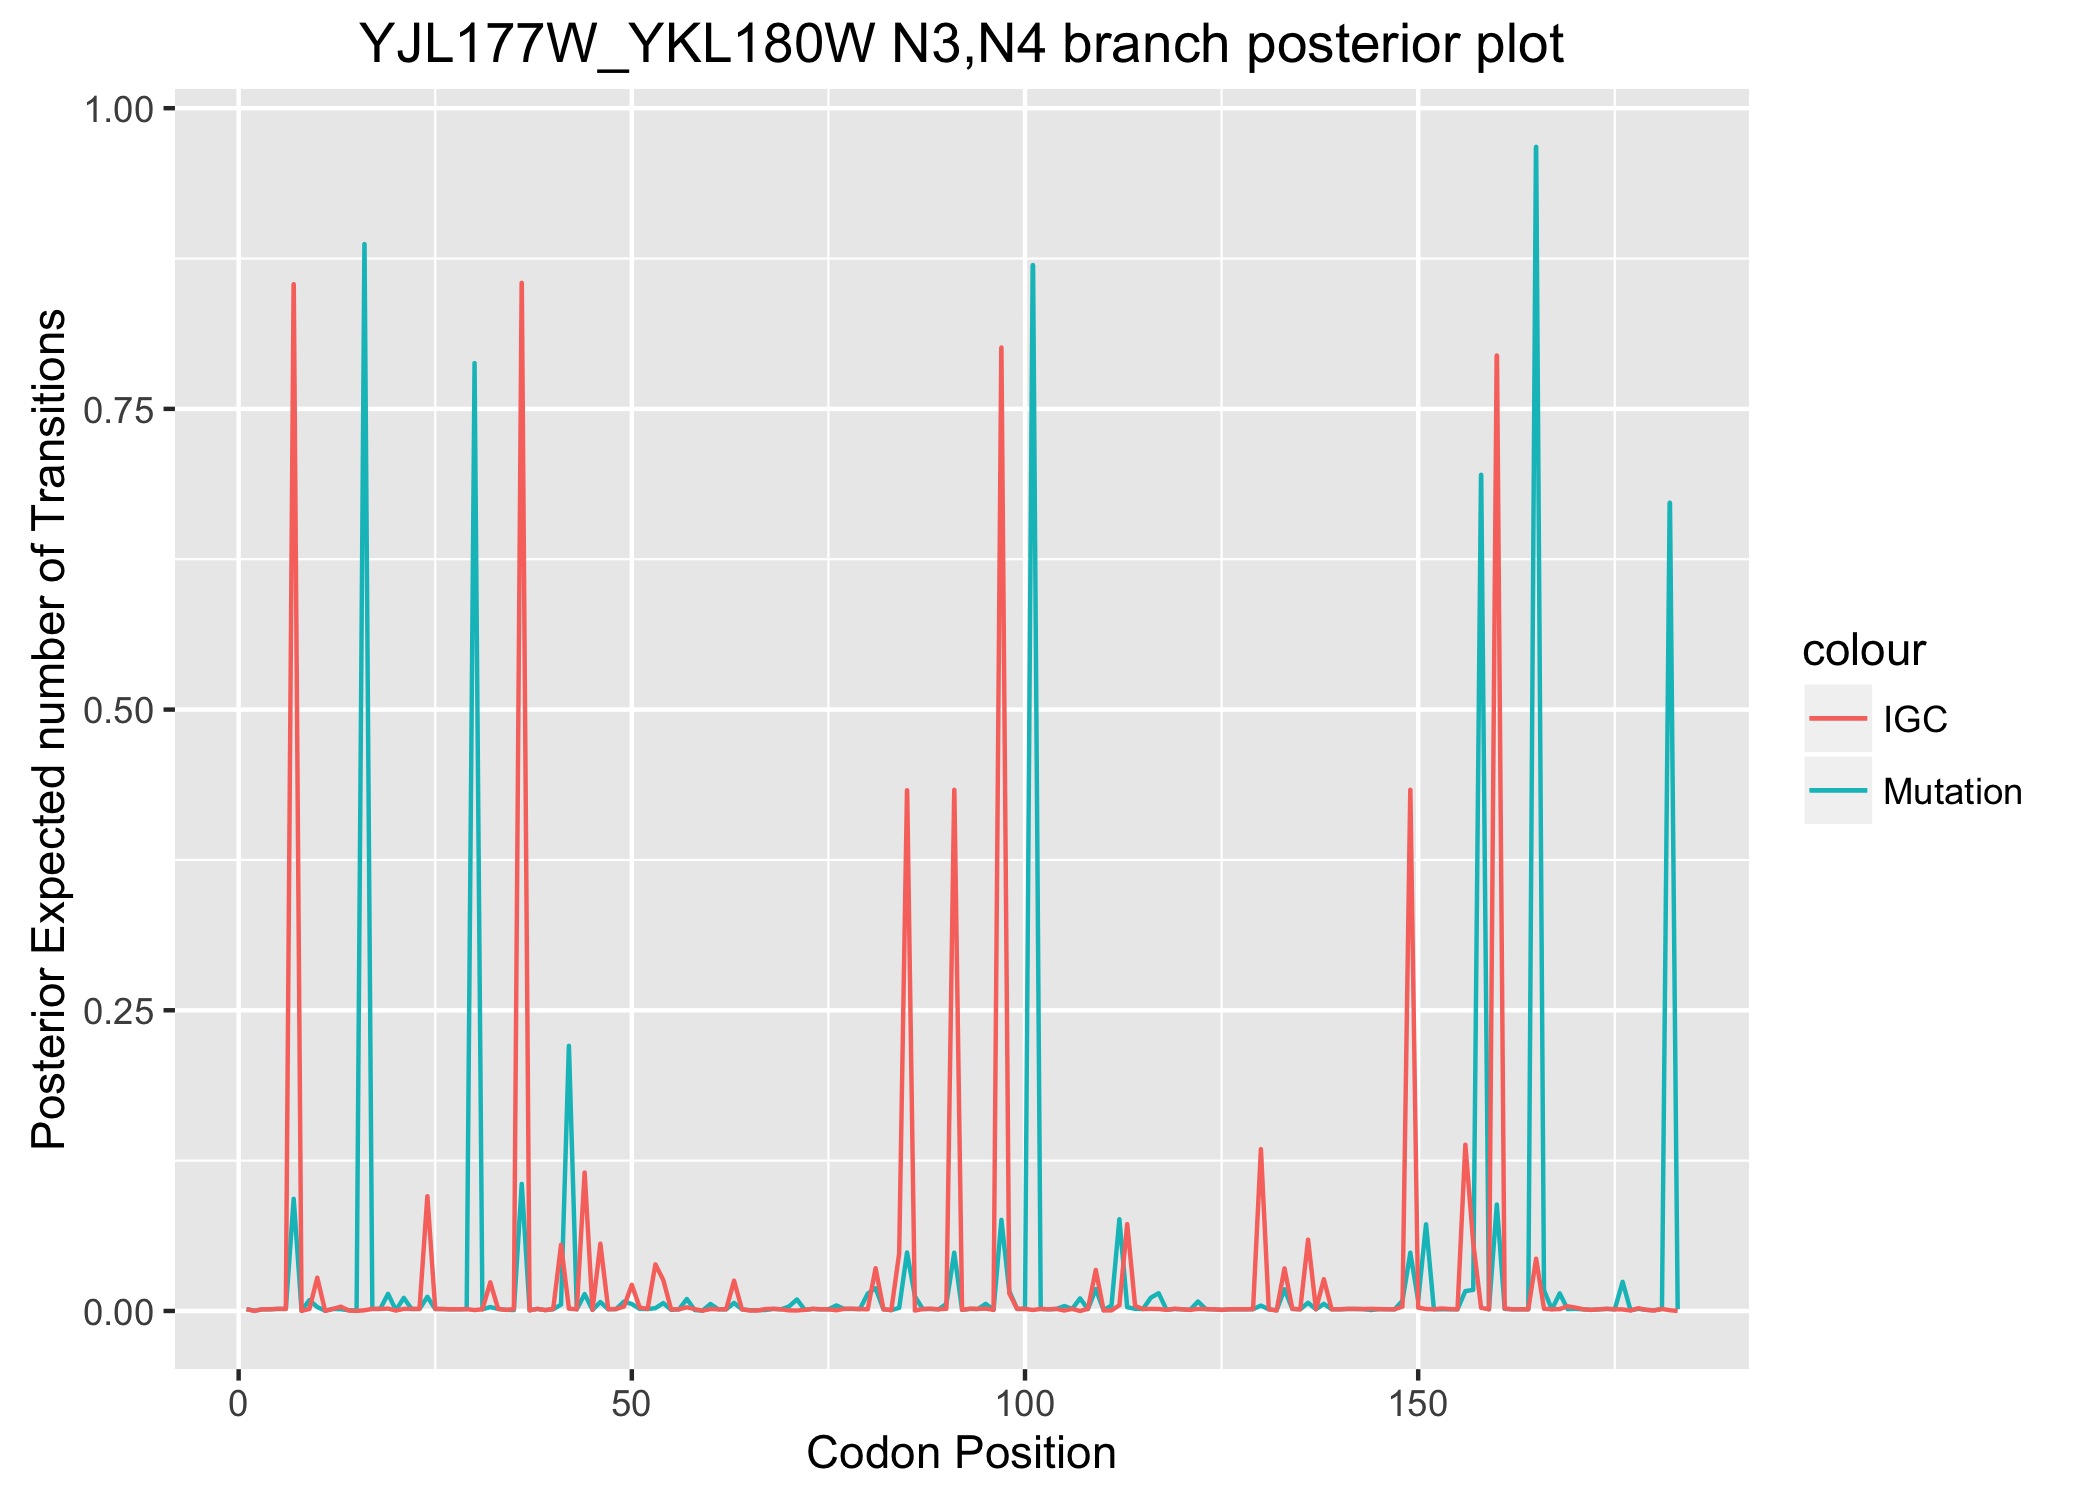 YJL177W_YKL180W N3,N4 branch posterior plot
1.00
0.75
0.50
0.25
0.00
Posterior Expected number of Transitions
0 50 100 150
Codon Position
colour
IGC
Mutation